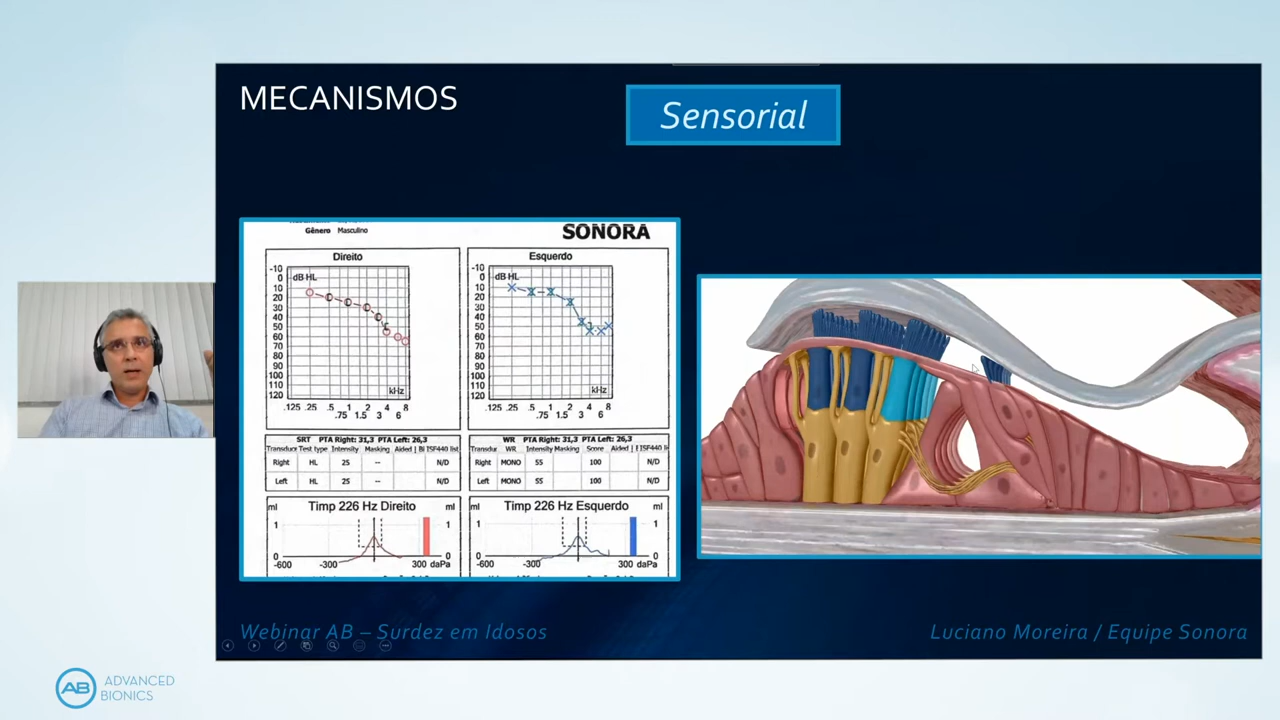 MECANISMOS
Sensorial
Gênero Masculino
SONORA
Direito
dB HL
-10
0
10
20
30
40
50
60
70
80
90
100
110
120
kHz
.125 .25 .5 1 2 4 8
.75 1.5 3 6
Esquerdo
dB HL
-10
0
10
20
30
40
50
60
70
80
90
100
110
120
kHz
.125 .25 .5 1 2 4 8
.75 1.5 3 6
SRT PTA Right: 31,3 PTA Left: 26,3
Test type Intensity Masking Aided
Right HL 25 -- N/D
Left HL 25 -- N/D
WR PTA Right: 31,3 PTA Left: 26,3
WR Intensity Masking Score Aided
Right MONO 55 100 N/D
Left MONO 55 100 N/D
ml Timp 226 Hz Direito ml
1 1
0 0
-600 -300 300 daPa
ml Timp 226 Hz Esquerdo ml
1 1
0 0
-600 -300 300 daPa
Webinar AB – Surdez em Idosos
Luciano Moreira / Equipe Sonora
AB ADVANCED
BIONICS